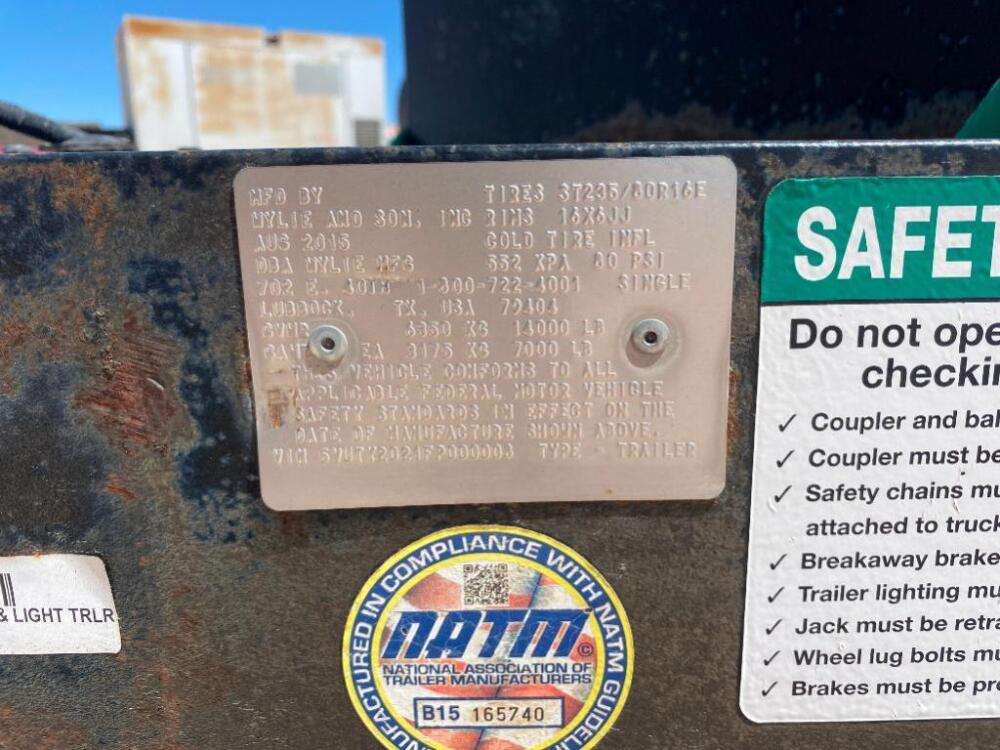 MFD BY TIRES ST235/80R16E
WYLIE AND SON, INC RIMS 16X6JJ
AUG 2015 COLD TIRE INFL
DBA WYLIE MFG 552 KPA 80 PSI
702 E. 40TH 1-800-722-4001 SINGLE
LUBBOCK, TX, USA 79404
GVWR 6350 KG 14000 LB
EA 3175 KG 7000 LB
THIS VEHICLE CONFORMS TO ALL
APPLICABLE FEDERAL MOTOR VEHICLE
SAFETY STANDARDS IN EFFECT ON THE
DATE OF MANUFACTURE SHOWN ABOVE.
VIN TYPE - TRAILER
SAFET
Do not ope
checkin
✓ Coupler and bal
✓ Coupler must be
✓ Safety chains mu
attached to truck
✓ Breakaway brake
✓ Trailer lighting mu
✓ Jack must be retra
✓ Wheel lug bolts mu
✓ Brakes must be pro
& LIGHT TRLR
NUFACTURED IN COMPLIANCE WITH NATM GUIDELIN
NATM©
NATIONAL ASSOCIATION OF
TRAILER MANUFACTURERS
B15 165740